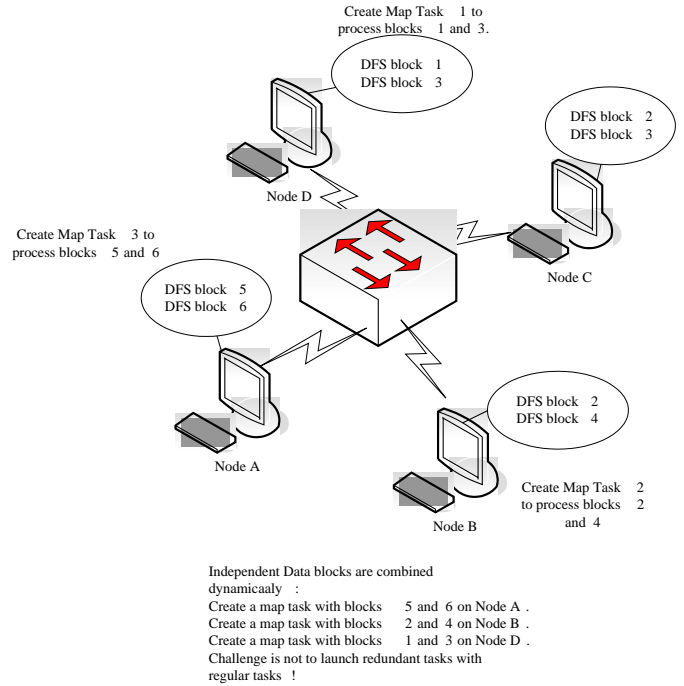 Create Map Task 1 to
process blocks 1 and 3.
DFS block 1
DFS block 3
DFS block 2
DFS block 3
Node D
Node C
Create Map Task 3 to
process blocks 5 and 6
DFS block 5
DFS block 6
Node A
DFS block 2
DFS block 4
Node B
Create Map Task 2
to process blocks 2
and 4
Independent Data blocks are combined
dynamicaaly :
Create a map task with blocks 5 and 6 on Node A .
Create a map task with blocks 2 and 4 on Node B .
Create a map task with blocks 1 and 3 on Node D .
Challenge is not to launch redundant tasks with
regular tasks !